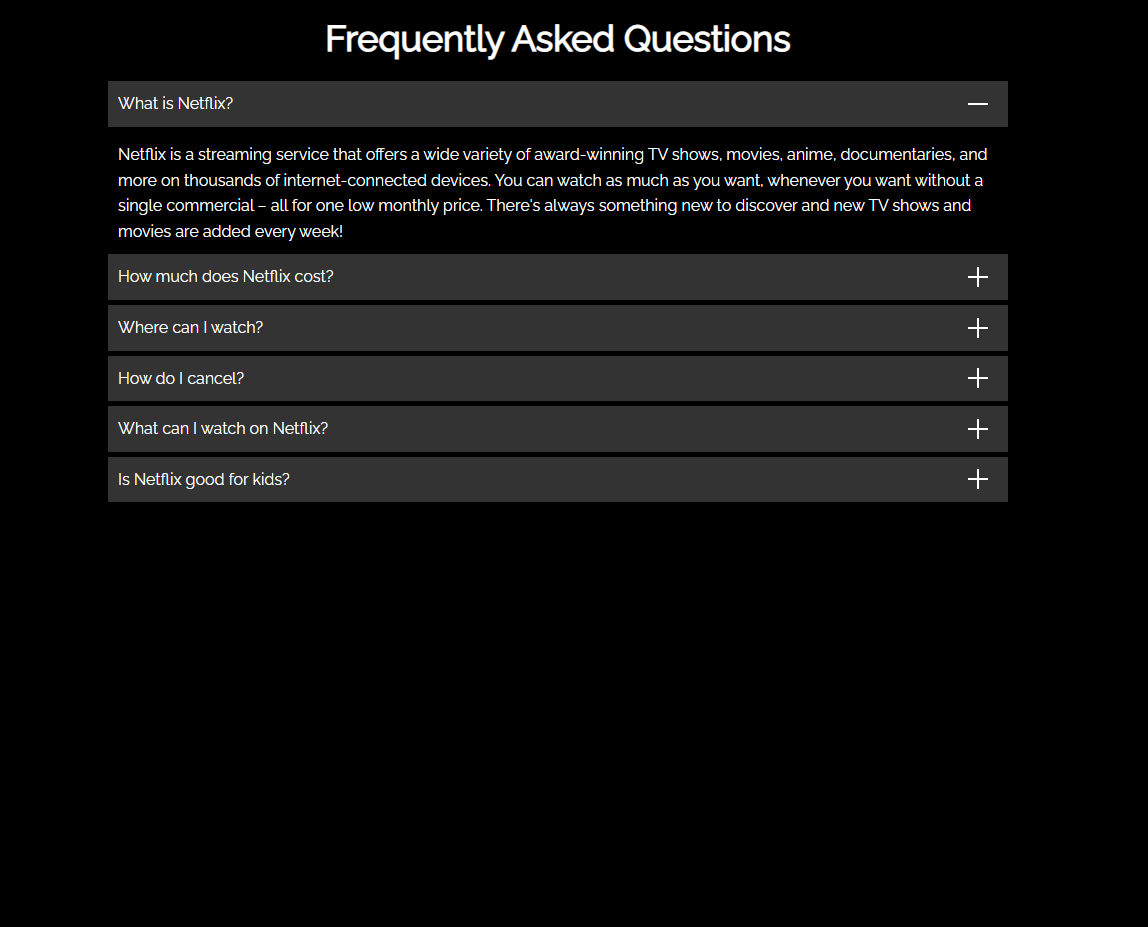 Frequently Asked Questions
What is Netflix?
Netflix is a streaming service that offers a wide variety of award-winning TV shows, movies, anime, documentaries, and
more on thousands of internet-connected devices. You can watch as much as you want, whenever you want without a
single commercial – all for one low monthly price. There's always something new to discover and new TV shows and
movies are added every week!
How much does Netflix cost?
Where can I watch?
How do I cancel?
What can I watch on Netflix?
Is Netflix good for kids?